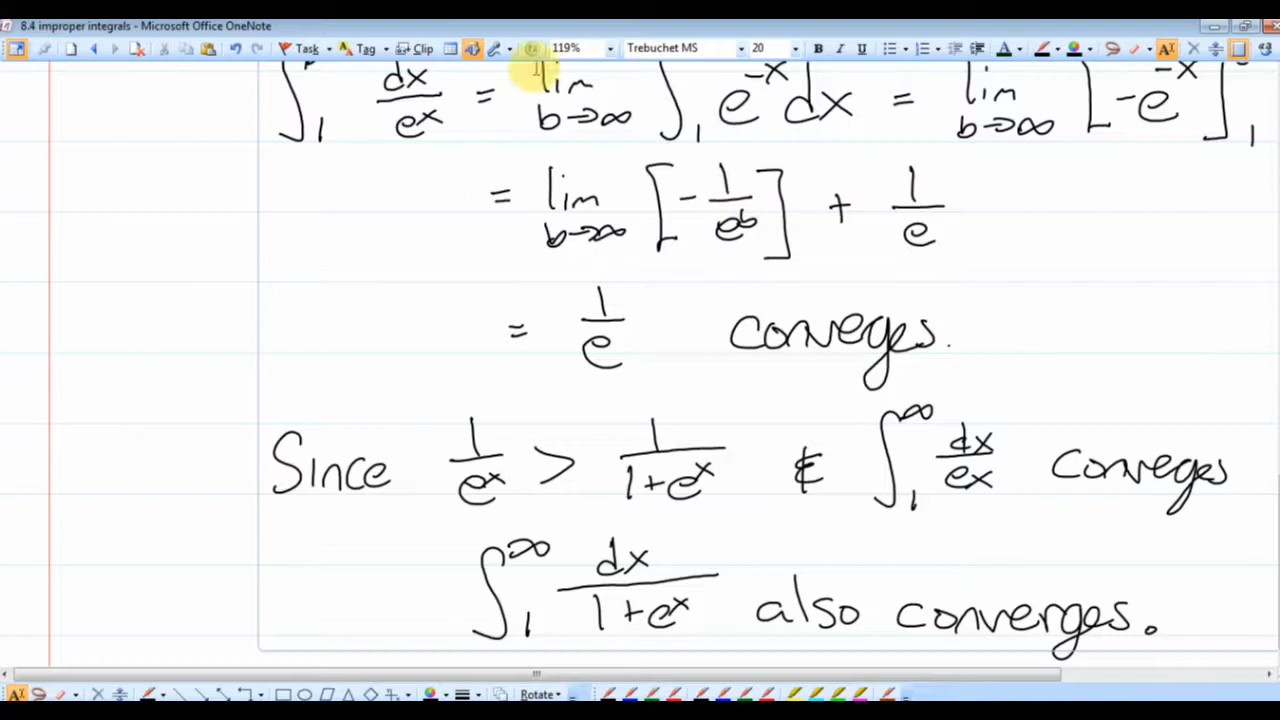 8.4 improper integrals - Microsoft Office OneNote
Task Tag Clip 119% Trebuchet MS 20 B I U
∫₁ dx/eˣ = lim b→∞ ∫₁ e⁻ˣ dx = lim b→∞ [-e⁻ˣ]₁
= lim b→∞ [-1/eᵇ] + 1/e
= 1/e conveges.
Since 1/eˣ > 1/(1+eˣ) & ∫₁^∞ dx/ex conveges
∫₁^∞ dx/(1+eˣ) also converges.
Rotate